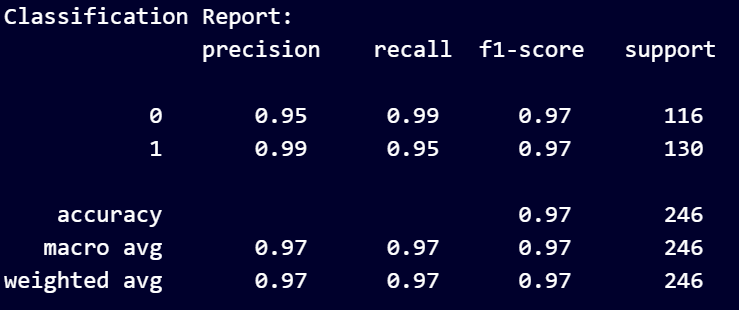 Classification Report:
precision recall f1-score support
0 0.95 0.99 0.97 116
1 0.99 0.95 0.97 130
accuracy 0.97 246
macro avg 0.97 0.97 0.97 246
weighted avg 0.97 0.97 0.97 246